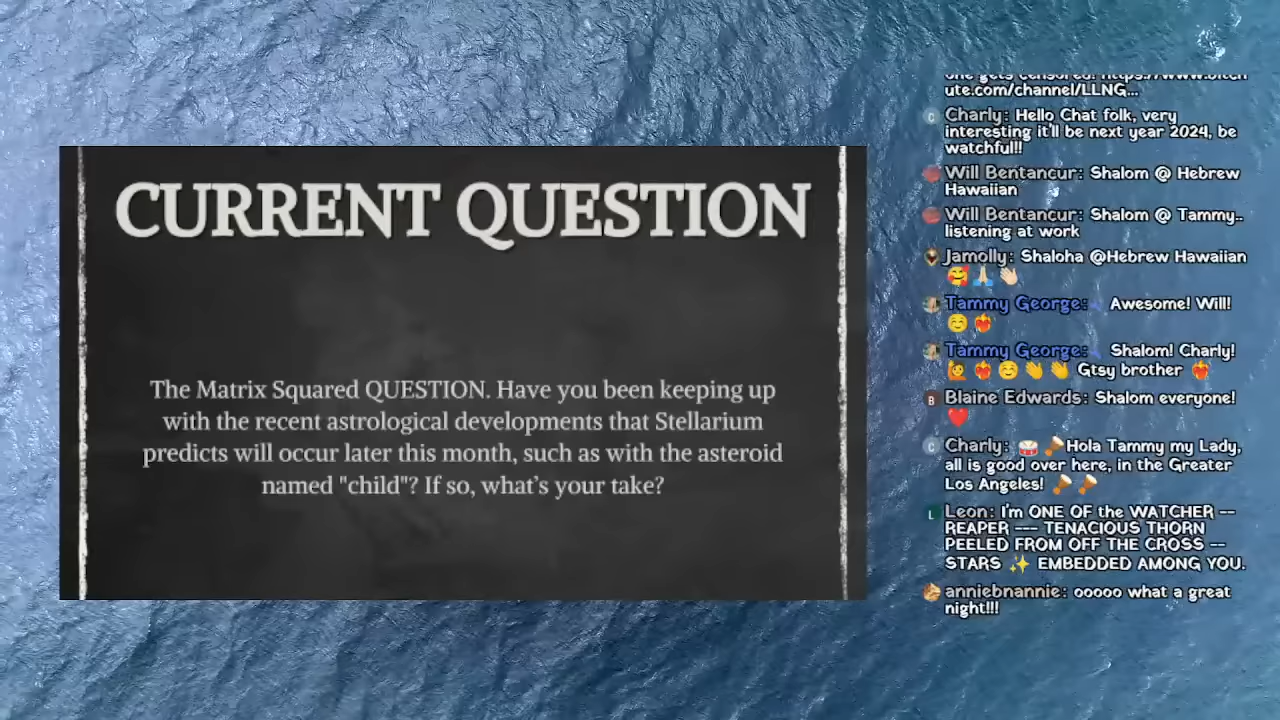 CURRENT QUESTION
The Matrix Squared QUESTION. Have you been keeping up
with the recent astrological developments that Stellarium
predicts will occur later this month, such as with the asteroid
named "child"? If so, what’s your take?
one gets censored! https://www.bitch
ute.com/channel/LLNG...
C Charly: Hello Chat folk, very
interesting it'll be next year 2024, be
watchful!!
Will Bentancur: Shalom @ Hebrew
Hawaiian
Will Bentancur: Shalom @ Tammy..
listening at work
Jamolly: Shaloha @Hebrew Hawaiian
🥰🙏🏻👋🏻
Tammy George: Awesome! Will!
☺️ ❤️‍🔥
Tammy George: Shalom! Charly!
🙋 ❤️‍🔥 ☺️ 👏 👏 Gtsy brother ❤️‍🔥
B Blaine Edwards: Shalom everyone!
❤️
C Charly: 🥁 🪘Hola Tammy my Lady,
all is good over here, in the Greater
Los Angeles! 🪘 🪘
L Leon: I'm ONE OF the WATCHER --
REAPER --- TENACIOUS THORN
PEELED FROM OFF THE CROSS --
STARS ✨ EMBEDDED AMONG YOU.
anniebnannie: ooooo what a great
night!!!